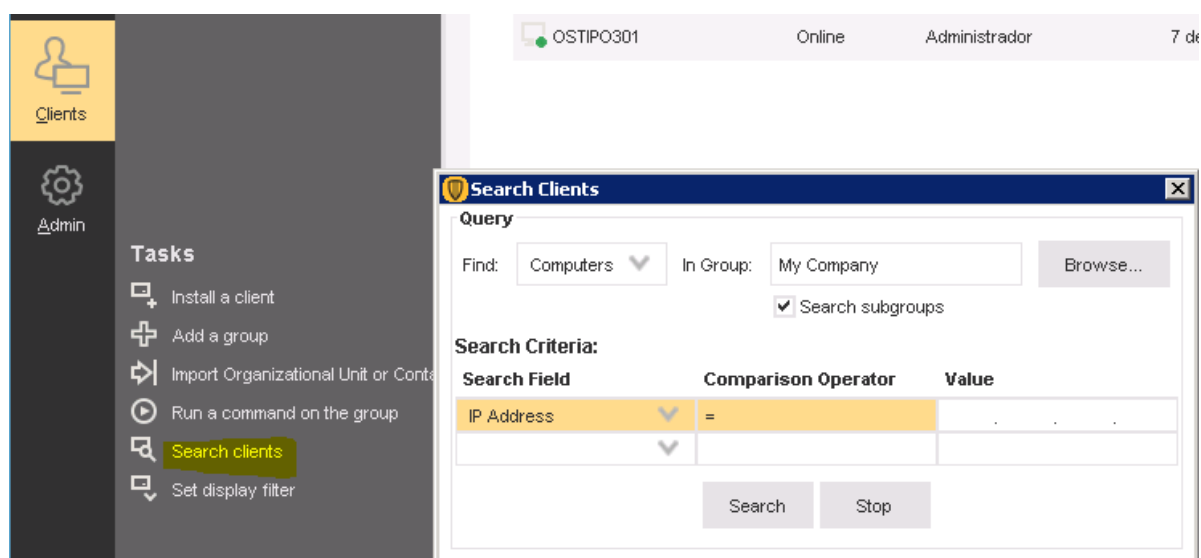 OSTIPO301 Online Administrador 7 de
Clients
Admin
Tasks
Install a client
Add a group
Import Organizational Unit or Conta
Run a command on the group
Search clients
Set display filter
Search Clients
Query
Find: Computers In Group: My Company Browse...
Search subgroups
Search Criteria:
Search Field Comparison Operator Value
IP Address = . . .
Search Stop